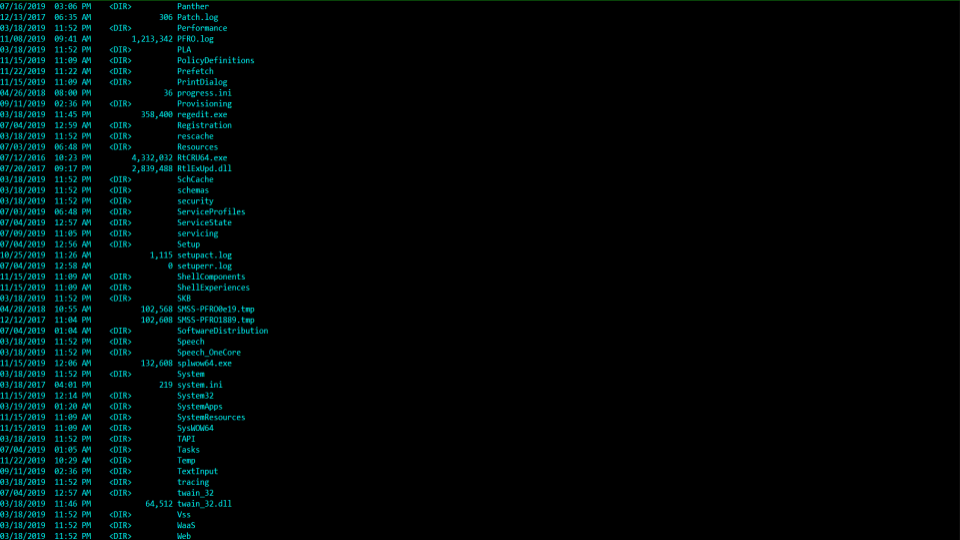 07/16/2019 03:06 PM <DIR> Panther
12/13/2017 06:35 AM 306 Patch.log
03/18/2019 11:52 PM <DIR> Performance
11/08/2019 09:41 AM 1,213,342 PFRO.log
03/18/2019 11:52 PM <DIR> PLA
11/15/2019 11:09 AM <DIR> PolicyDefinitions
11/22/2019 11:22 AM <DIR> Prefetch
11/15/2019 11:09 AM <DIR> PrintDialog
04/26/2018 08:00 PM 36 progress.ini
09/11/2019 02:36 PM <DIR> Provisioning
03/18/2019 11:45 PM 358,400 regedit.exe
07/04/2019 12:59 AM <DIR> Registration
03/18/2019 11:52 PM <DIR> rescache
07/03/2019 06:48 PM <DIR> Resources
07/12/2016 10:23 PM 4,332,032 RtCRU64.exe
07/20/2017 09:17 PM 2,839,488 RtlExUpd.dll
03/18/2019 11:52 PM <DIR> SchCache
03/18/2019 11:52 PM <DIR> schemas
03/18/2019 11:52 PM <DIR> security
07/03/2019 06:48 PM <DIR> ServiceProfiles
07/04/2019 12:57 AM <DIR> ServiceState
07/09/2019 11:05 PM <DIR> servicing
07/04/2019 12:56 AM <DIR> Setup
10/25/2019 11:26 AM 1,115 setupact.log
07/04/2019 12:58 AM 0 setuperr.log
11/15/2019 11:09 AM <DIR> ShellComponents
11/15/2019 11:09 AM <DIR> ShellExperiences
03/18/2019 11:52 PM <DIR> SKB
04/28/2018 10:55 AM 102,568 SMSS-PFRO0e19.tmp
12/12/2017 11:04 AM 102,608 SMSS-PFRO1889.tmp
07/04/2019 01:04 AM <DIR> SoftwareDistribution
03/18/2019 11:52 PM <DIR> Speech
03/18/2019 11:52 PM <DIR> Speech_OneCore
11/15/2019 12:06 AM 132,608 splwow64.exe
03/18/2019 11:52 PM <DIR> System
03/18/2017 04:01 PM 219 system.ini
11/15/2019 12:14 PM <DIR> System32
03/19/2019 01:20 AM <DIR> SystemApps
11/15/2019 11:09 AM <DIR> SystemResources
11/15/2019 11:09 AM <DIR> SysWOW64
03/18/2019 11:52 PM <DIR> TAPI
07/04/2019 01:05 AM <DIR> Tasks
11/22/2019 10:29 AM <DIR> Temp
09/11/2019 02:36 PM <DIR> TextInput
03/18/2019 11:52 PM <DIR> tracing
07/04/2019 12:57 AM <DIR> twain_32
03/18/2019 11:46 PM 64,512 twain_32.dll
03/18/2019 11:52 PM <DIR> Vss
03/18/2019 11:52 PM <DIR> WaaS
03/18/2019 11:52 PM <DIR> Web